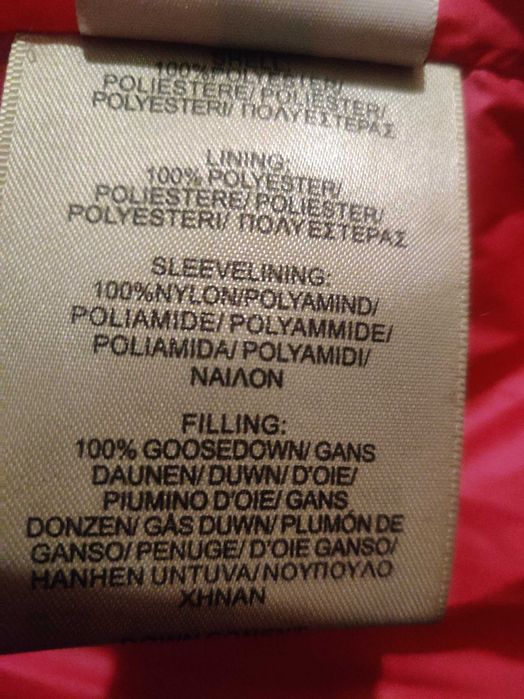 SHELL:
100%POLYESTER/
POLIESTERE/ POLIESTER/
POLYESTERI/ ΠΟΛΥΕΣΤΕΡΑΣ
LINING:
100% POLYESTER/
POLIESTERE/ POLIESTER/
POLYESTERI/ ΠΟΛΥΕΣΤΕΡΑΣ
SLEEVELINING:
100%NYLON/POLYAMIND/
POLIAMIDE/ POLYAMMIDE/
POLIAMIDA/ POLYAMIDI/
ΝΑΙΛΟΝ
FILLING:
100% GOOSEDOWN/ GANS
DAUNEN/ DUWN/ D'OIE/
PIUMINO D'OIE/ GANS
DONZEN/ GÅS DUWN/ PLUMÓN DE
GANSO/ PENUGE/ D'OIE GANSO/
HANHEN UNTUVA/ ΝΟΥΠΟΥΛΟ
ΧΗΝΑΝ